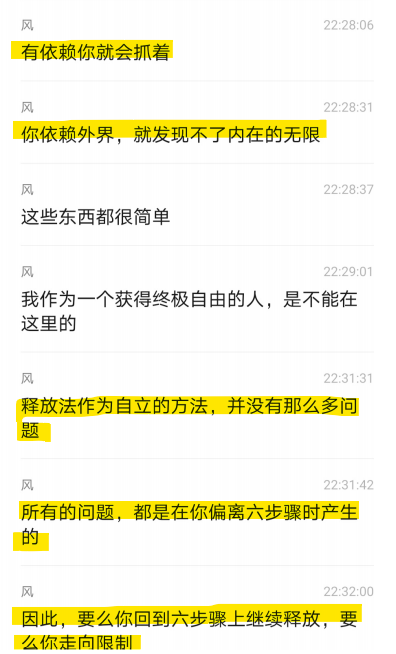 风 22:28:06
有依赖你就会抓着
风 22:28:31
你依赖外界，就发现不了内在的无限
风 22:28:37
这些东西都很简单
风 22:29:01
我作为一个获得终极自由的人，是不能在
这里的
风 22:31:31
释放法作为自立的方法，并没有那么多问
题
风 22:31:42
所有的问题，都是在你偏离六步骤时产生
的
风 22:32:00
因此，要么你回到六步骤上继续释放，要
么你走向限制